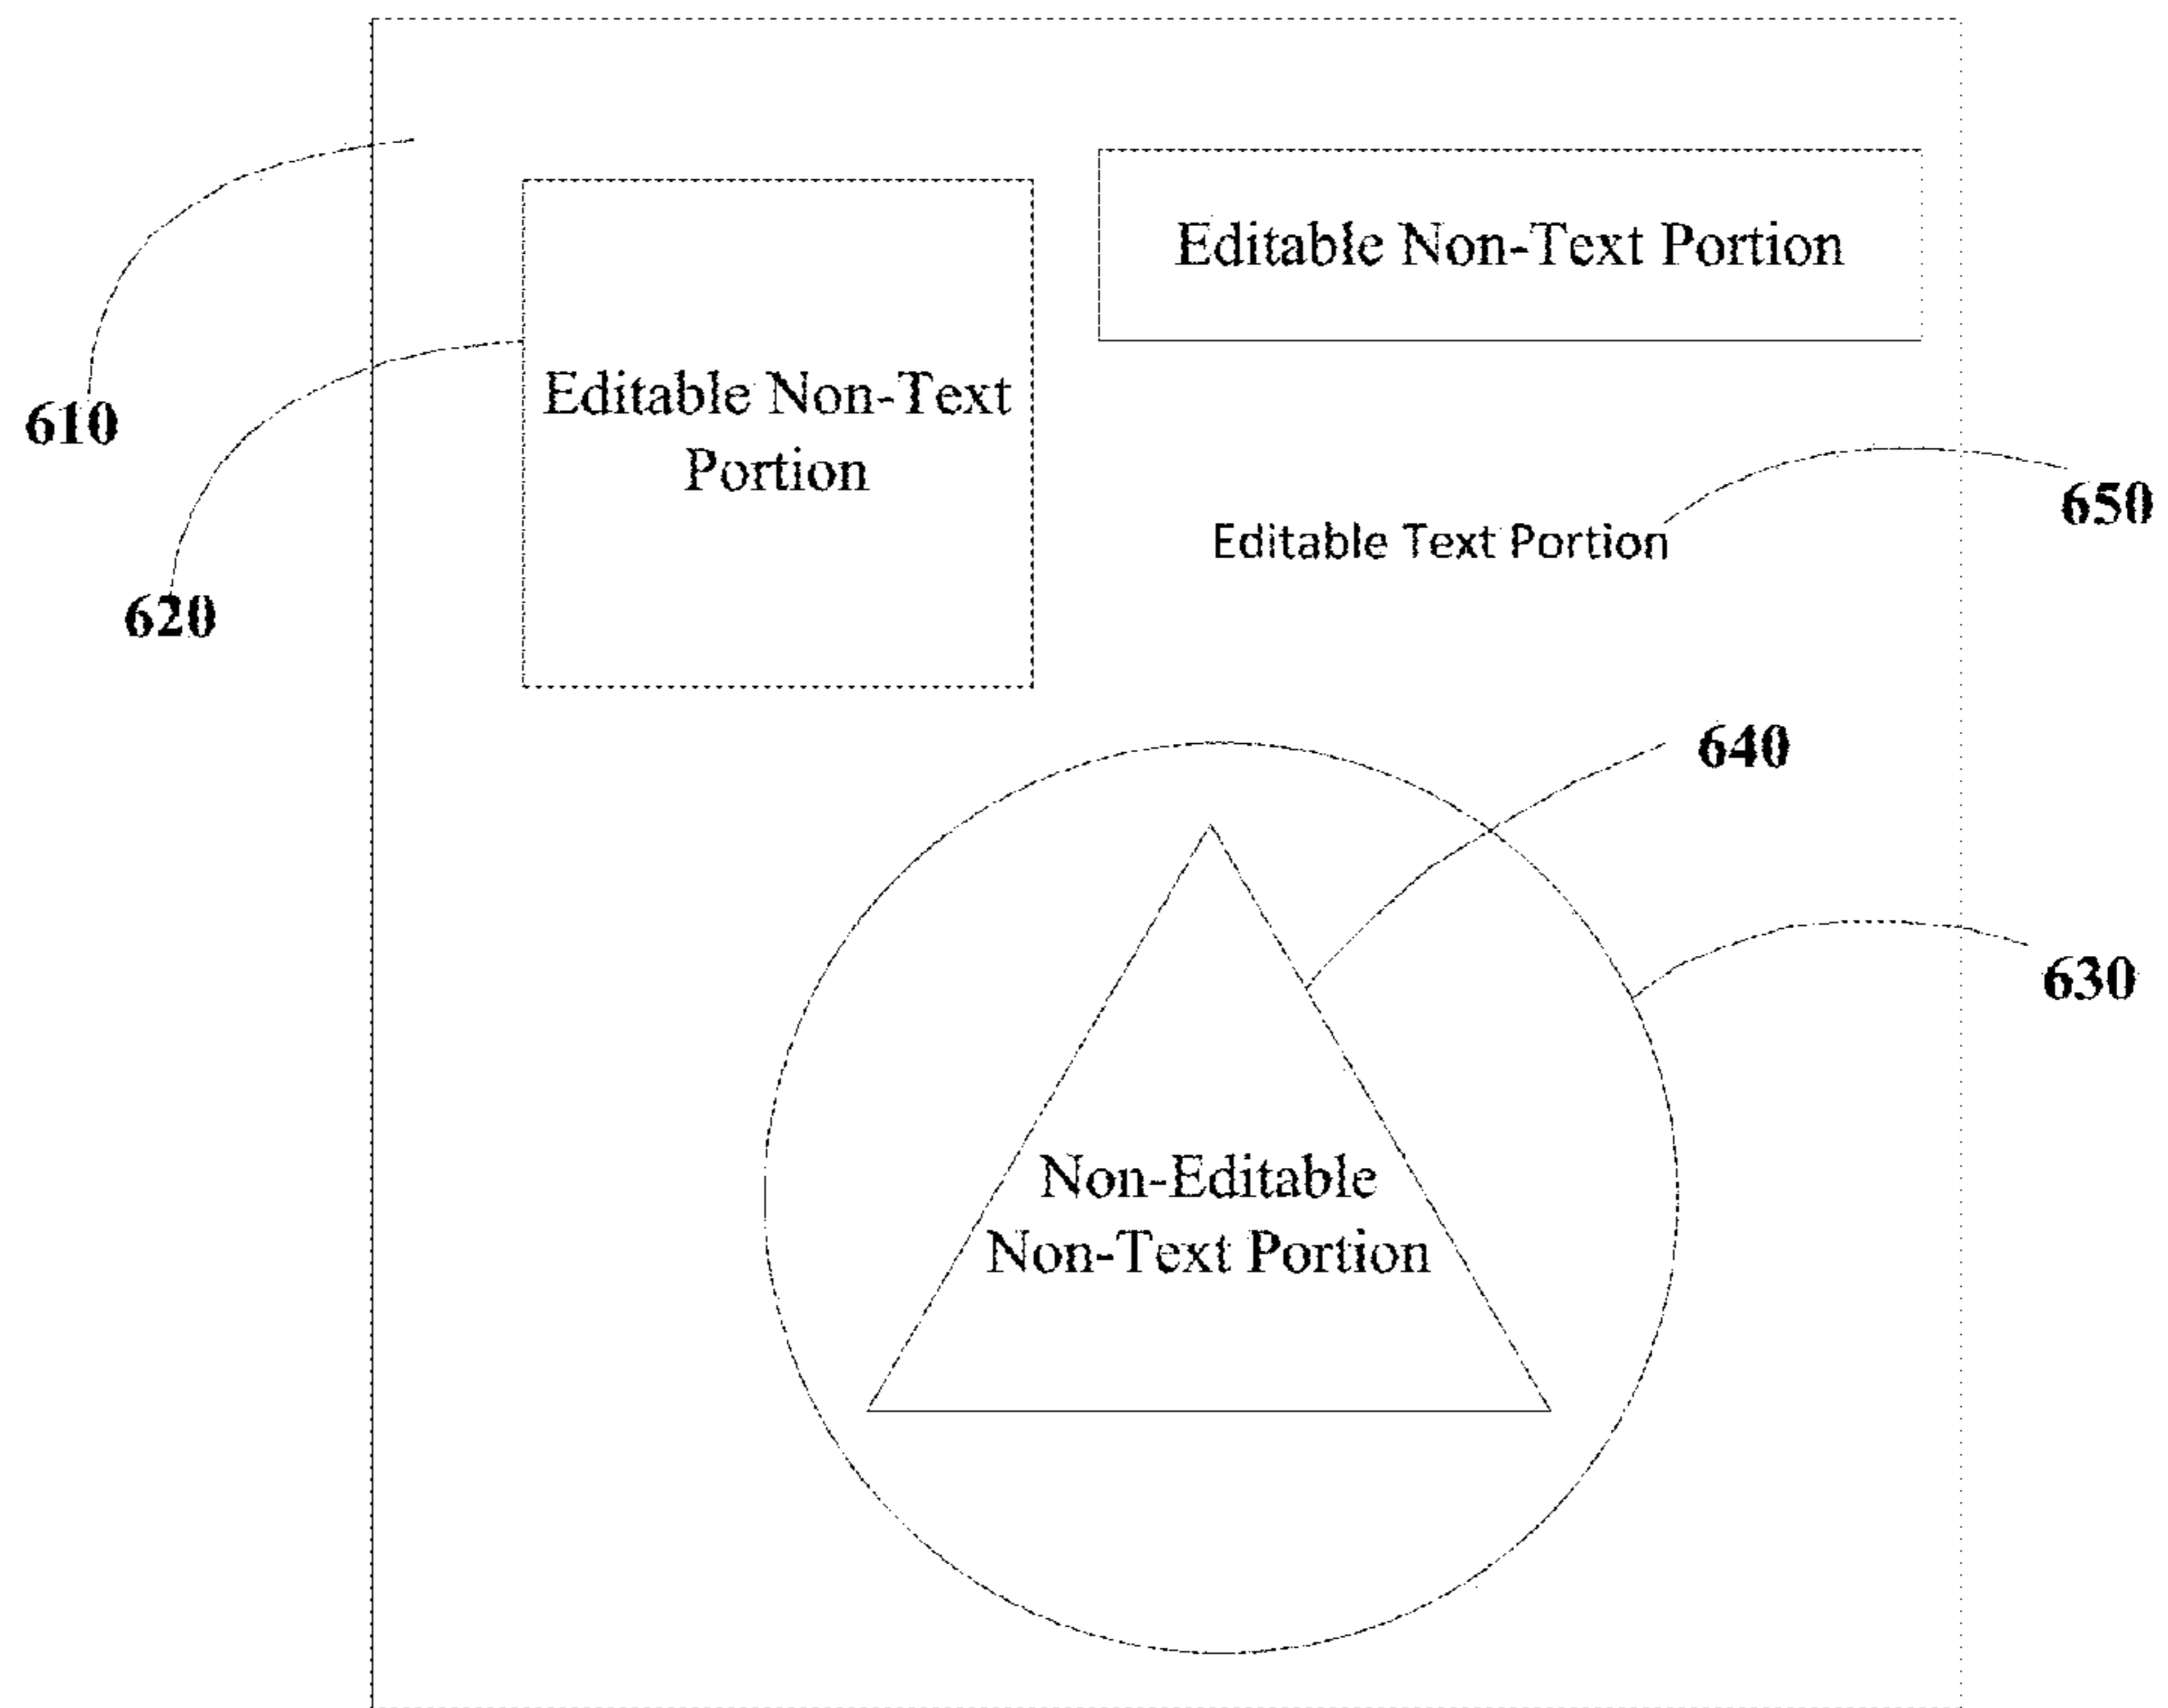 Editable Non-Text Portion
610
Editable Non-Text
Portion
650
Editable Text Portion
620
640
630
Non-Editable
Non-Text Portion